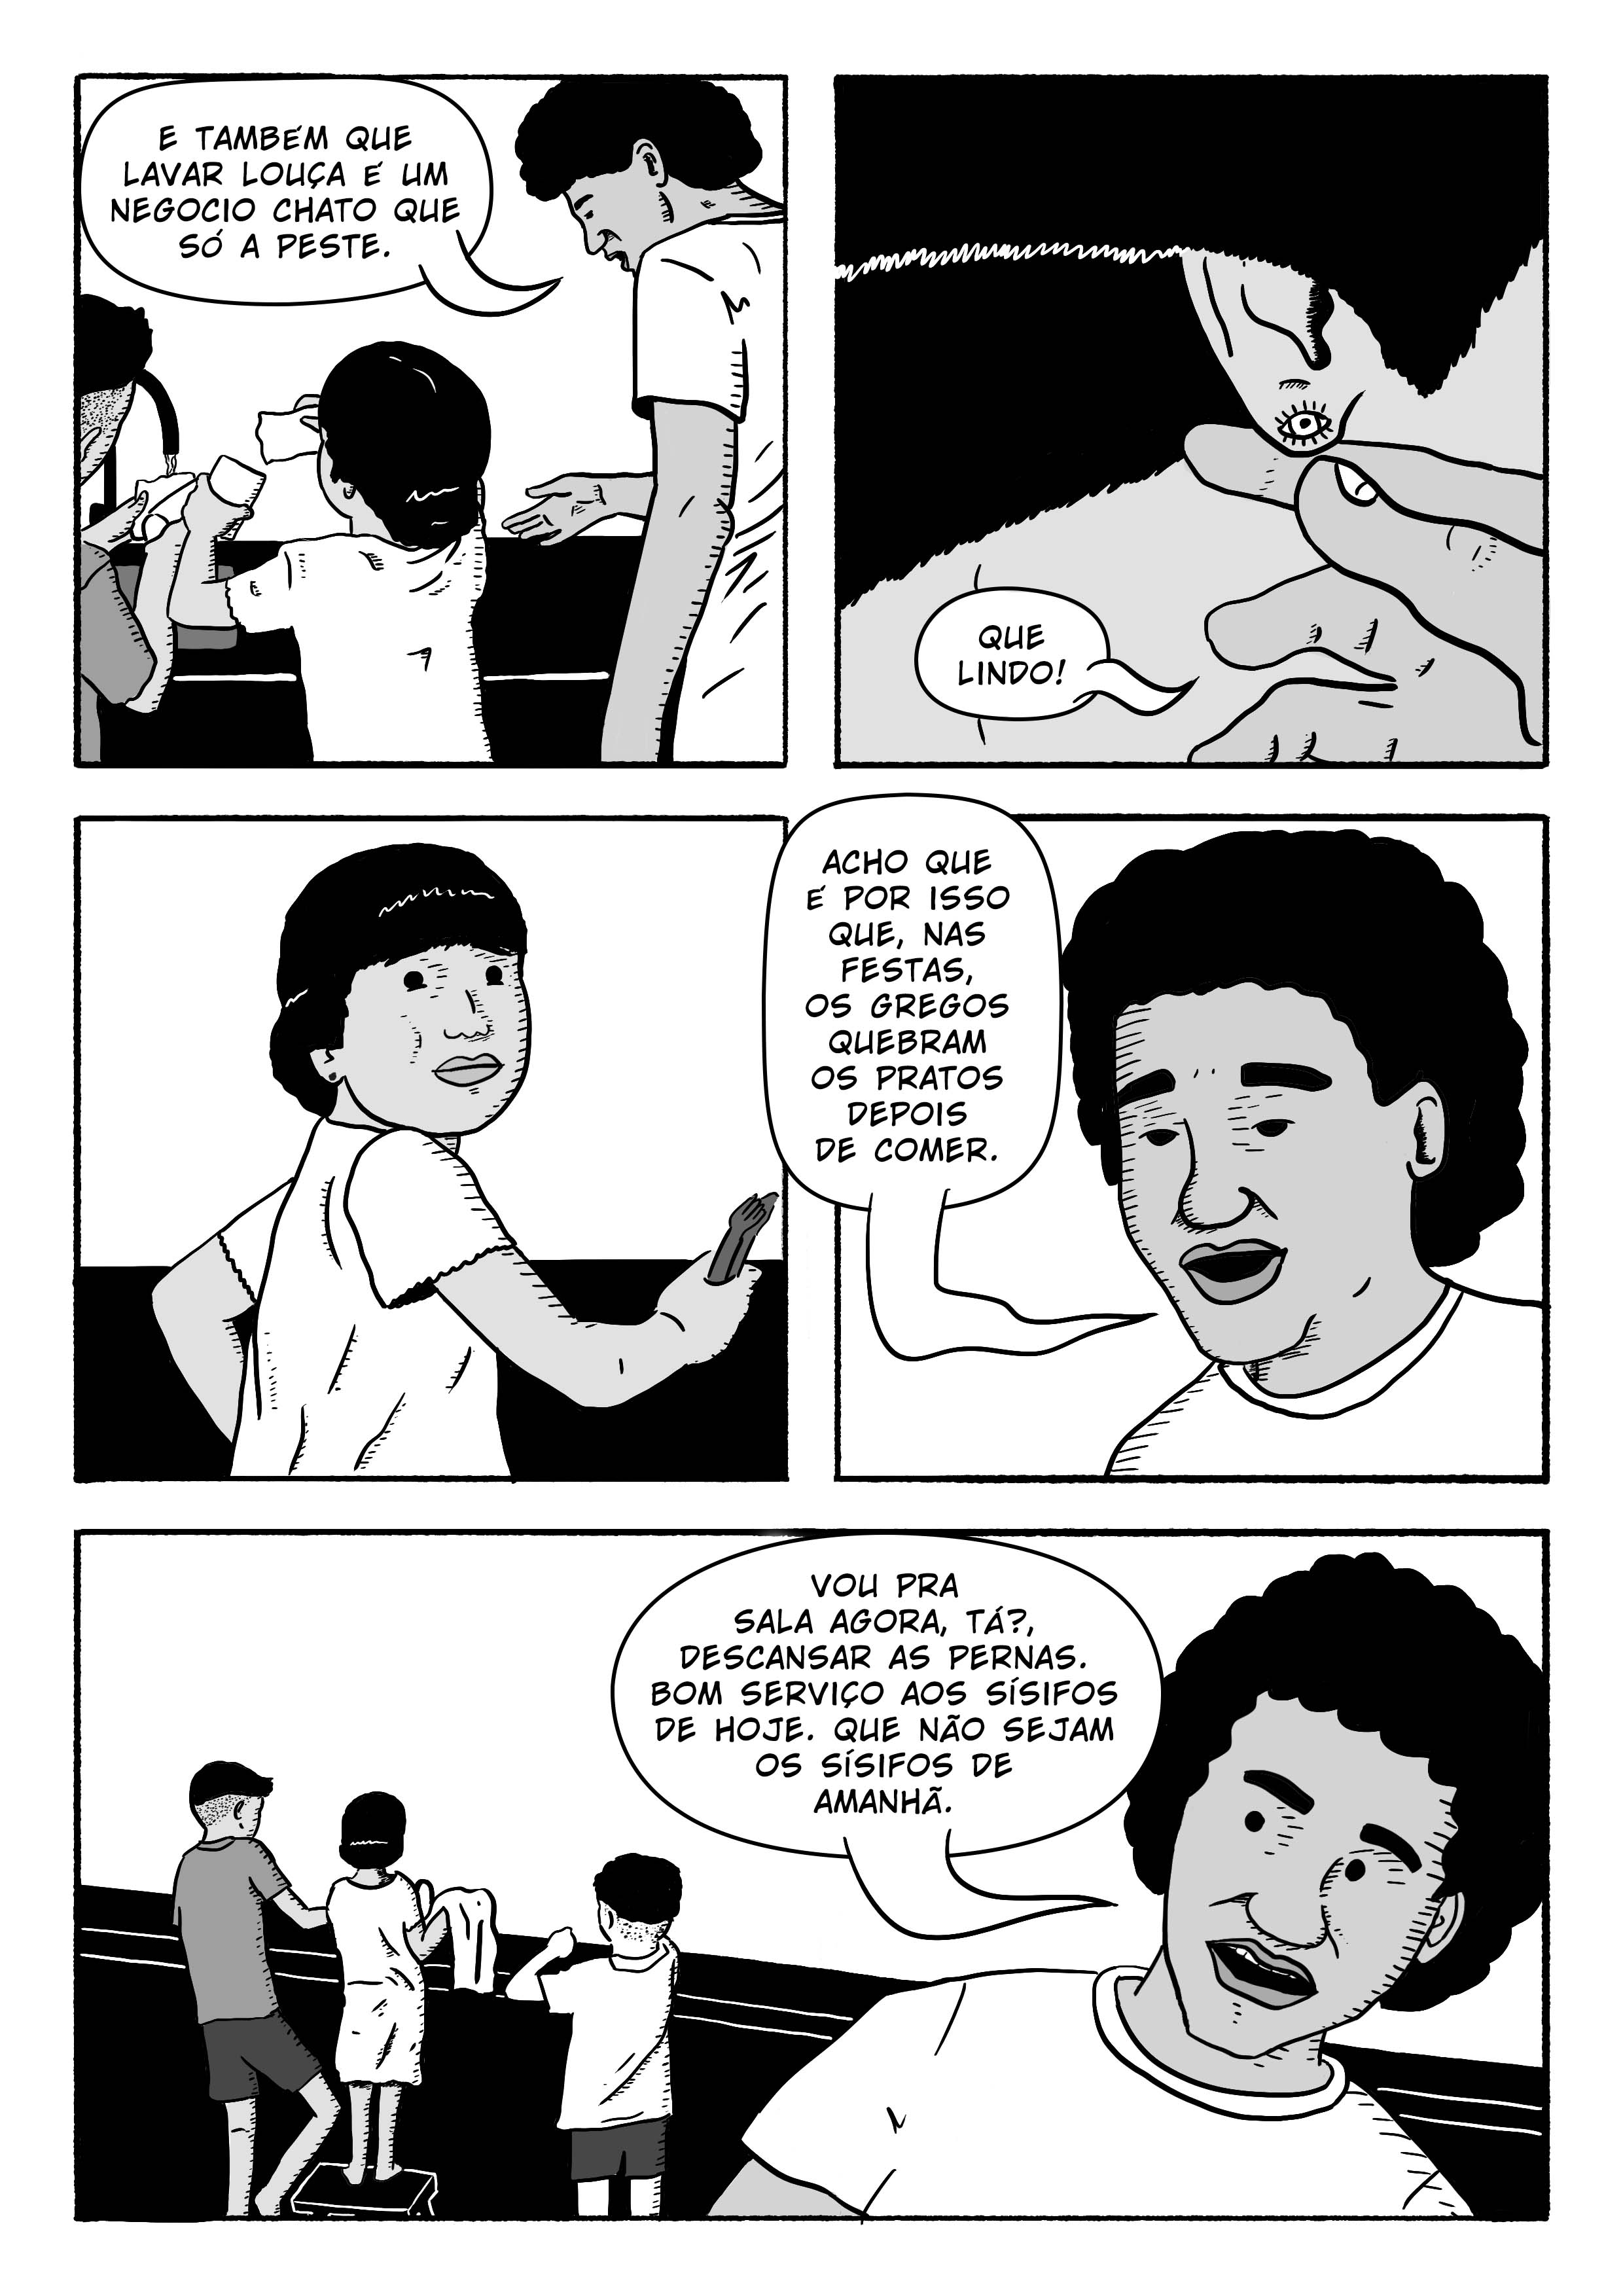 E TAMBÉM QUE
LAVAR LOUÇA É UM
NEGOCIO CHATO QUE
SÓ A PESTE.
QUE
LINDO!
ACHO QUE
É POR ISSO
QUE, NAS
FESTAS,
OS GREGOS
QUEBRAM
OS PRATOS
DEPOIS
DE COMER.
VOU PRA
SALA AGORA, TÁ?,
DESCANSAR AS PERNAS.
BOM SERVIÇO AOS SÍSIFOS
DE HOJE. QUE NÃO SEJAM
OS SÍSIFOS DE
AMANHÃ.